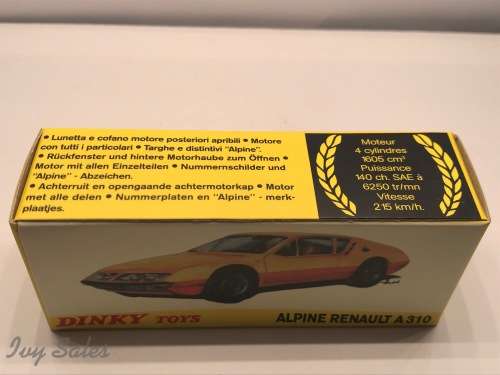 • Lunetta e cofano motore posteriori apribili • Motore
con tutti i particolari • Targhe e distintivi "Alpine".
• Rückfenster und hintere Motorhaube zum Öffnen •
Motor mit allen Einzelteilen • Nummernschilder und
"Alpine" - Abzeichen.
• Achterruit en opengaande achtermotorkap • Motor
met alle delen • Nummerplaten en "Alpine" - merk-
plaatjes.
Moteur
4 cylindres
1605 cm³
Puissance
140 ch. SAE à
6250 tr/mn
Vitesse
215 km/h.
DINKY TOYS
ALPINE RENAULT A 310
Ivy Sales